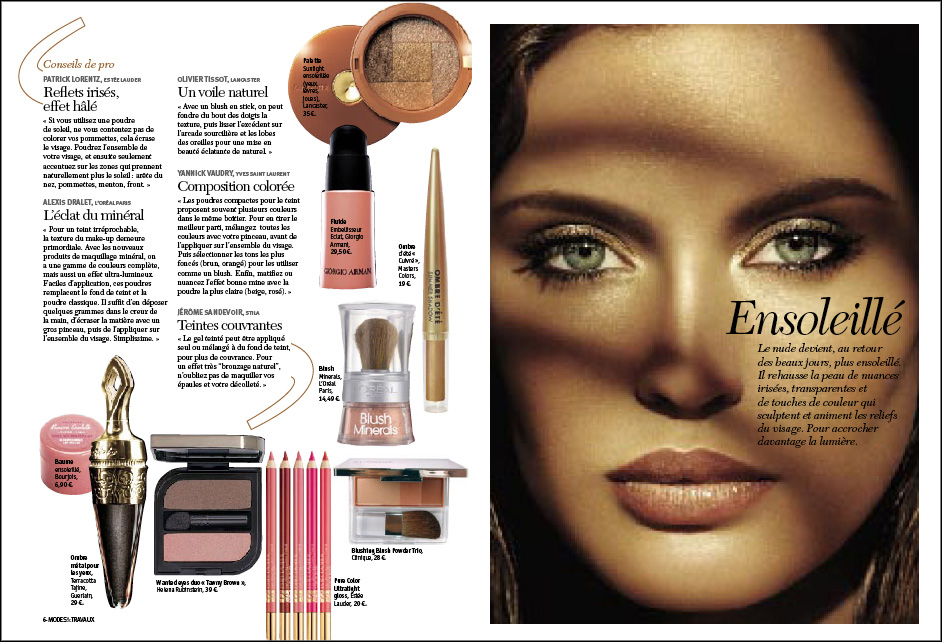 Conseils de pro
PATRICK LORENTZ, ESTÉE LAUDER
Reflets irisés,
effet hâlé
« Si vous utilisez une poudre
de soleil, ne vous contentez pas de
colorer vos pommettes, cela écrase
le visage. Poudrez l'ensemble de
votre visage, et ensuite seulement
accentuez sur les zones qui prennent
naturellement plus le soleil : arête du
nez, pommettes, menton, front. »
ALEXIS DRALET, L'ORÉAL PARIS
L'éclat du minéral
« Pour un teint irréprochable,
la texture du make-up demeure
primordiale. Avec les nouveaux
produits de maquillage minéral, on
a une gamme de couleurs complète,
mais aussi un effet ultra-lumineux.
Faciles d'application, ces poudres
remplacent le fond de teint et la
poudre classique. Il suffit d'en déposer
quelques grammes dans le creux de
la main, d'écraser la matière avec un
gros pinceau, puis de l'appliquer sur
l'ensemble du visage. Simplissime. »
OLIVIER TISSOT, LANCASTER
Un voile naturel
« Avec un blush en stick, on peut
fondre du bout des doigts la
texture, puis lisser l'excédent sur
l'arcade sourcilière et les lobes
des oreilles pour une mise en
beauté éclatante de naturel. »
YANNICK VAUDRY, YVES SAINT LAURENT
Composition colorée
« Les poudres compactes pour le teint
proposent souvent plusieurs couleurs
dans le même boîtier. Pour en tirer le
meilleur parti, mélangez toutes les
couleurs avec votre pinceau, avant de
l'appliquer sur l'ensemble du visage.
Puis sélectionner les tons les plus
foncés (brun, orangé) pour les utiliser
comme un blush. Enfin, matifiez ou
nuancez l'effet bonne mine avec la
poudre la plus claire (beige, rosé). »
JÉRÔME SANDEVOIR, STILA
Teintes couvrantes
« Le gel teinté peut être appliqué
seul ou mélangé à du fond de teint,
pour plus de couvrance. Pour
un effet très "bronzage naturel",
n'oubliez pas de maquiller vos
épaules et votre décolleté. »
Palette
Sunlight
ensoleillée
(yeux,
lèvres,
joues),
Lancaster,
35 €.
Fluide
Embellisseur
Eclat, Giorgio
Armani,
29,50 €.
GIORGIO ARMANI
Ombre
d'été «
Cuivré »,
Masters
Colors,
19 €.
OMBRE D'ÉTÉ
SUMMER SHADOW
Blush
Minerals,
L'Oréal
Paris,
14,49 €.
L'ORÉAL
Blush
Minerals
Baume
ensoleillé,
Bourjois,
6,90 €.
Ombre
métal pour
les yeux,
Terracotta
Tajine,
Guerlain,
29 €.
Wanted eyes duo « Tawny Brown »,
Helena Rubinstein, 39 €.
Blushing Blush Powder Trio,
Clinique, 28 €.
Pure Color
Ultralight
gloss, Estée
Lauder, 20 €.
6-MODES&TRAVAUX
Ensoleillé
Le nude devient, au retour
des beaux jours, plus ensoleillé.
Il rehausse la peau de nuances
irisées, transparentes et
de touches de couleur qui
sculptent et animent les reliefs
du visage. Pour accrocher
davantage la lumière.